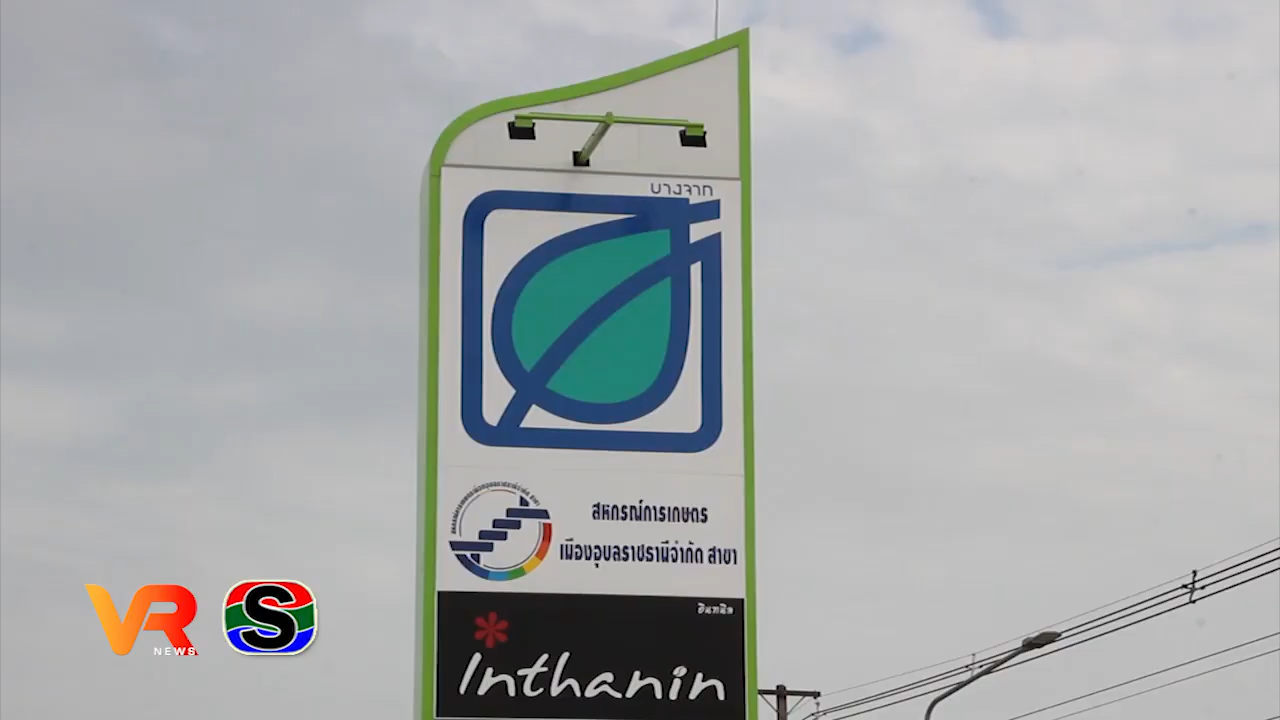 บางจาก
สหกรณ์การเกษตร
เมืองอุบลราชธานีจำกัด สาขา
อินทนิล
Inthanin
VR
NEWS
S